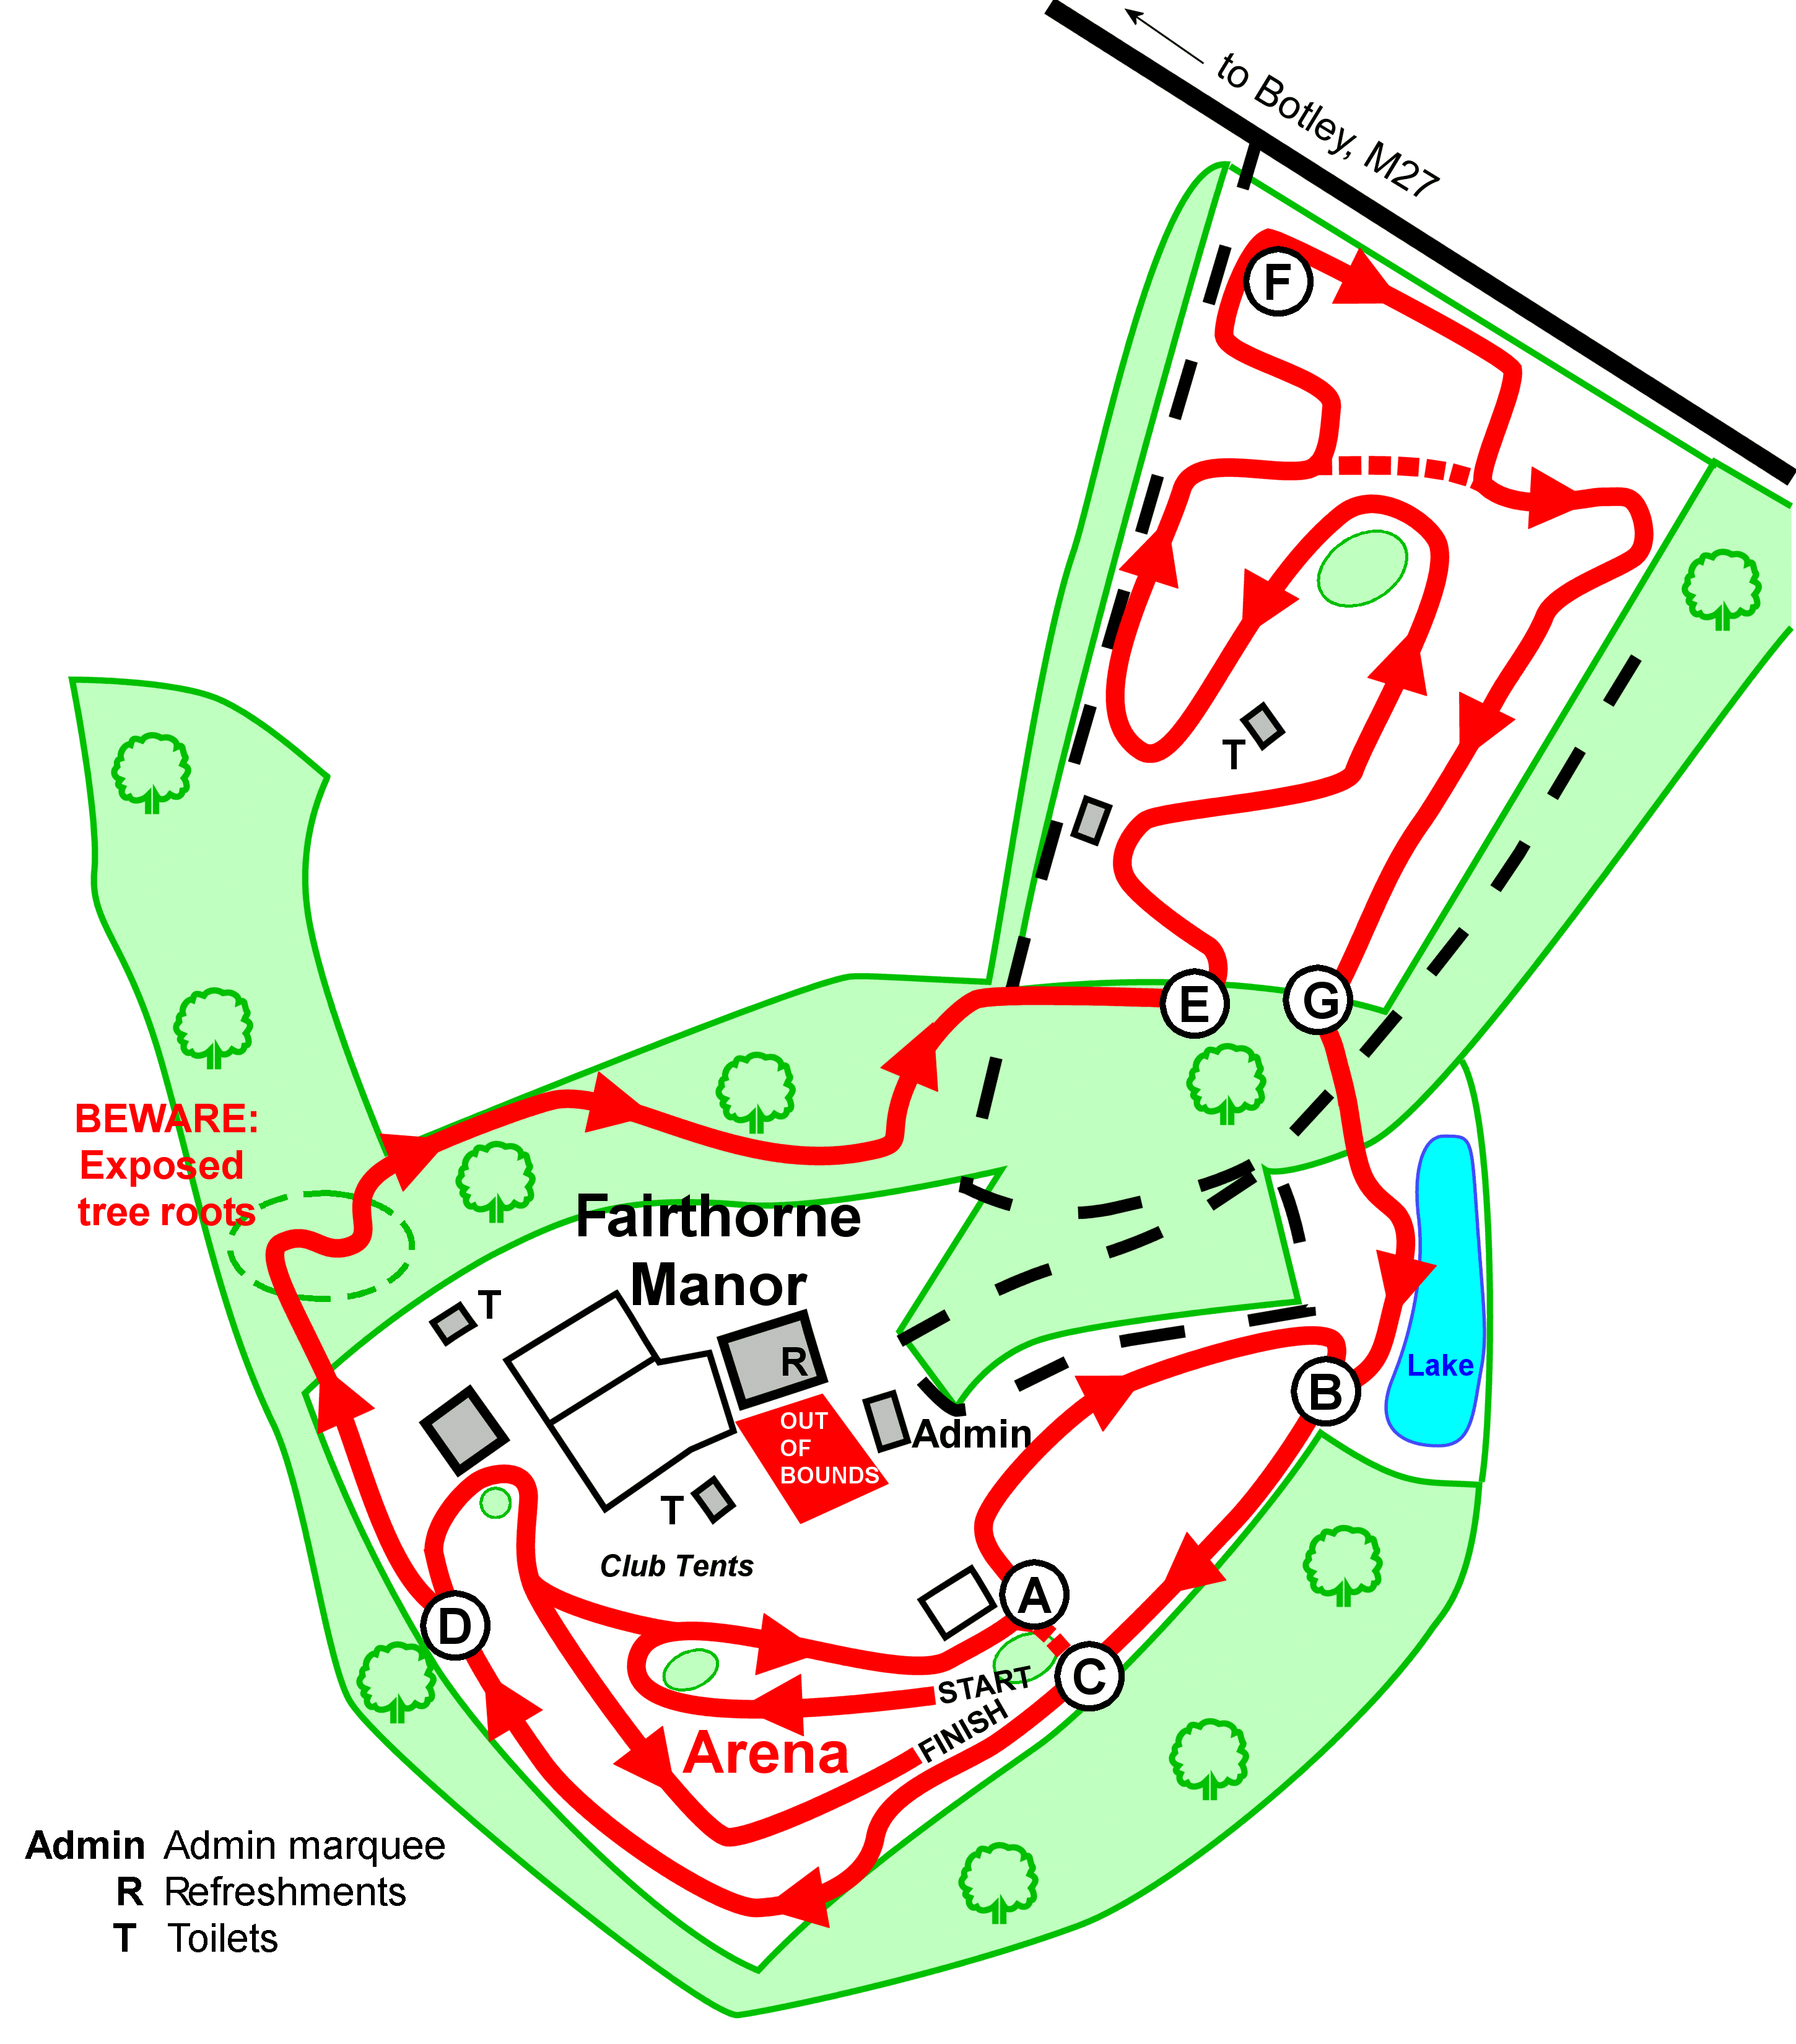 to Botley, M27
F
T
E
G
BEWARE:
Exposed
tree roots
Fairthorne
Manor
T
R
Lake
B
OUT
OF
BOUNDS
Admin
T
Club Tents
A
D
C
START
FINISH
Arena
Admin Admin marquee
R Refreshments
T Toilets